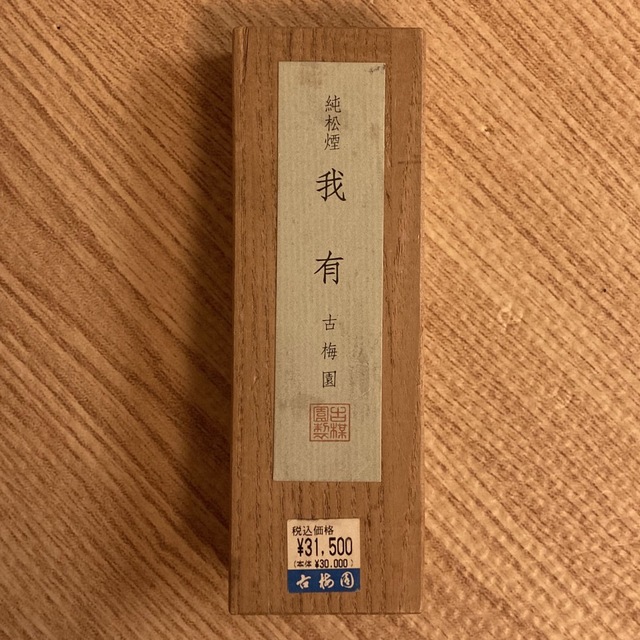 純松煙
我有
古梅園
税込価格
¥31,500
(本体 ¥30,000)
古梅園